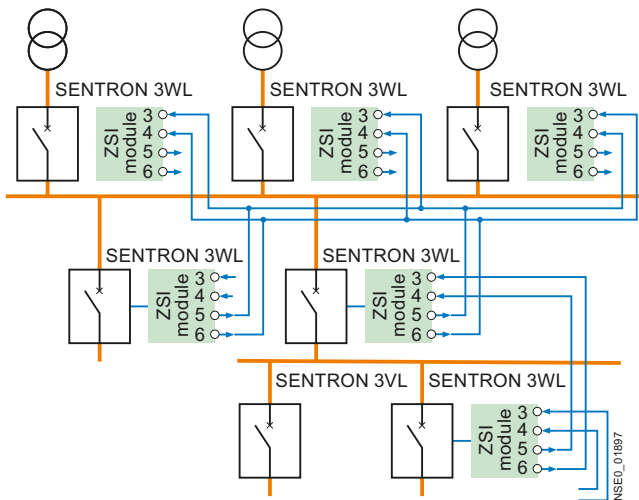 SENTRON 3WL
SENTRON 3WL
SENTRON 3WL
ZSI
module
3
4
5
6
ZSI
module
3
4
5
6
ZSI
module
3
4
5
6
SENTRON 3WL
SENTRON 3WL
ZSI
module
3
4
5
6
ZSI
module
3
4
5
6
SENTRON 3VL
SENTRON 3WL
ZSI
module
3
4
5
6
NSE0_01897